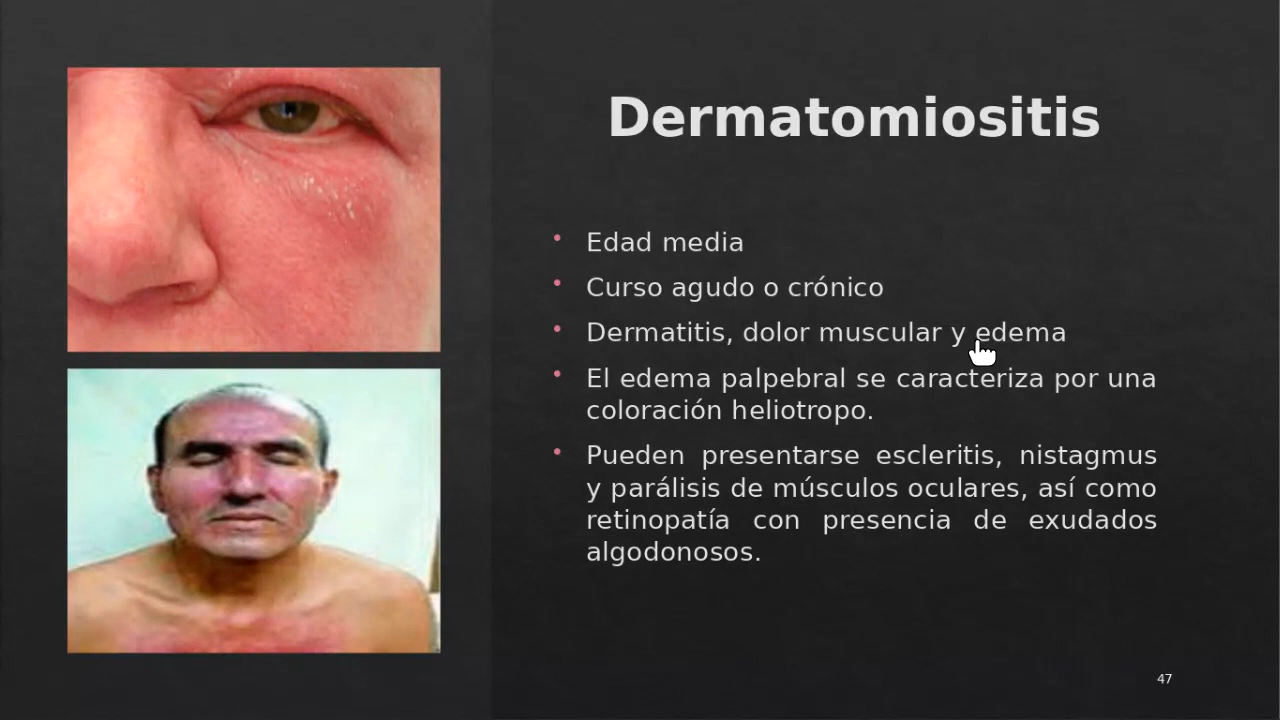 Dermatomiositis
• Edad media
• Curso agudo o crónico
• Dermatitis, dolor muscular y edema
• El edema palpebral se caracteriza por una
coloración heliotropo.
• Pueden presentarse escleritis, nistagmus
y parálisis de músculos oculares, así como
retinopatía con presencia de exudados
algodonosos.
47